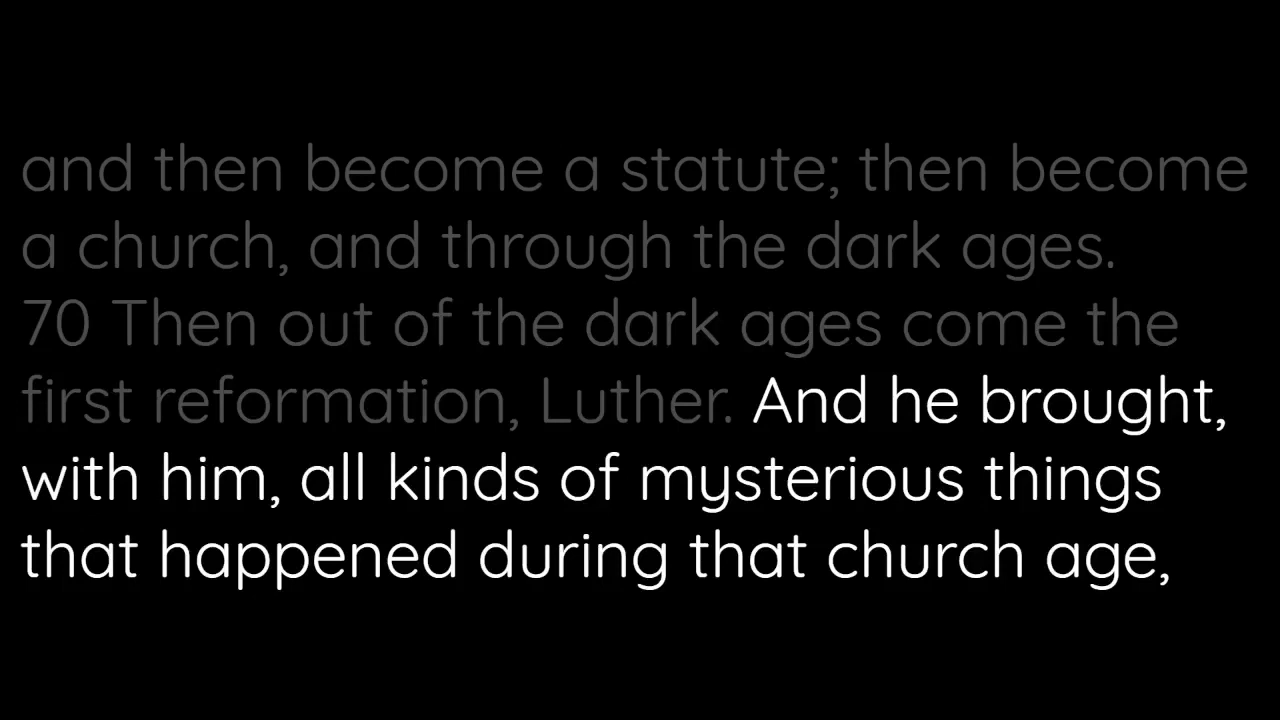 and then become a statute; then become
a church, and through the dark ages.
70 Then out of the dark ages come the
first reformation, Luther. And he brought,
with him, all kinds of mysterious things
that happened during that church age,